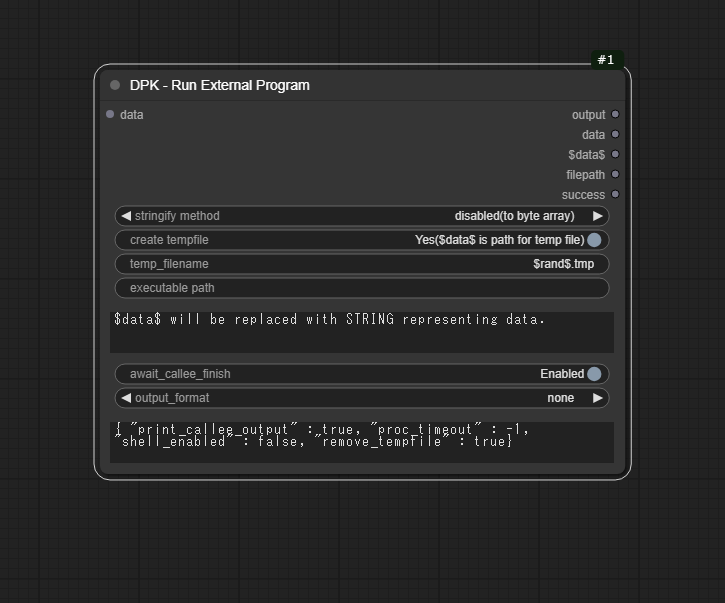 #1
DPK - Run External Program
data
output
data
$data$
filepath
success
stringify method disabled(to byte array)
create tempfile Yes($data$ is path for temp file)
temp_filename $rand$.tmp
executable path
$data$ will be replaced with STRING representing data.
await_callee_finish Enabled
output_format none
{ "print_callee_output" : true, "proc_timeout" : -1,
"shell_enabled" : false, "remove_tempfile" : true}